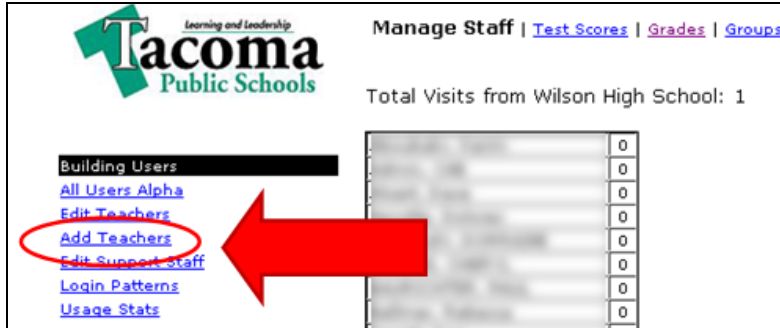 Learning and Leadership
Tacoma
Public Schools
Manage Staff | Test Scores | Grades | Groups
Total Visits from Wilson High School: 1
Building Users
All Users Alpha
Edit Teachers
Add Teachers
Edit Support Staff
Login Patterns
Usage Stats
0
0
0
0
0
0
0
0